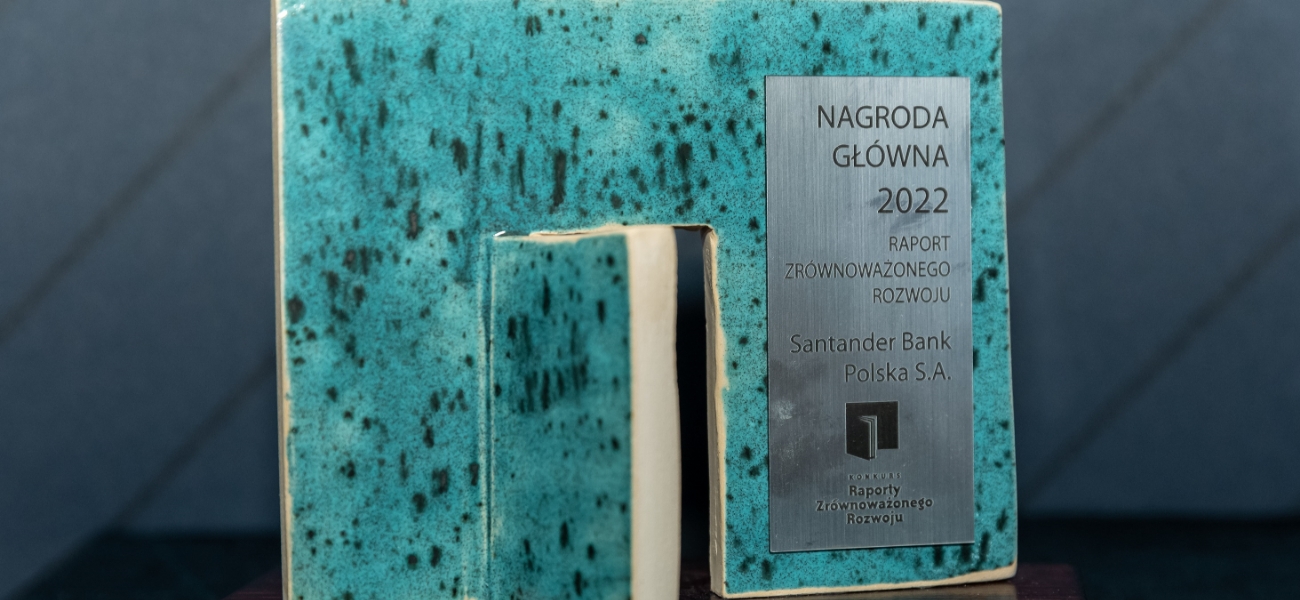 NAGRODA
GŁÓWNA
2022
RAPORT
ZRÓWNOWAŻONEGO
ROZWOJU
Santander Bank
Polska S.A.
KONKURS
Raporty
Zrównoważonego
Rozwoju